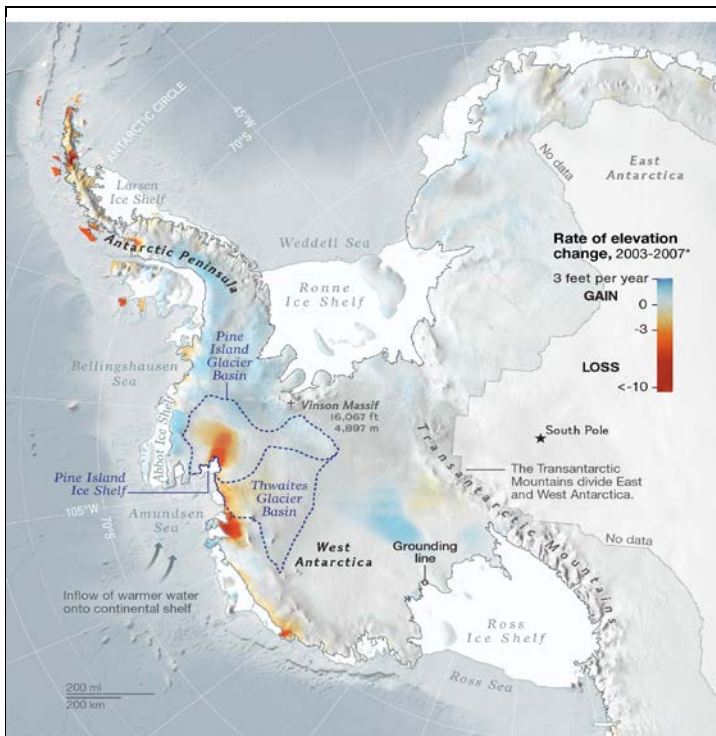 ANTARCTIC CIRCLE
45°W
70°S
No data
East
Antarctica
Larsen
Ice Shelf
Antarctic Peninsula
Weddell Sea
Rate of elevation
change, 2003-2007*
3 feet per year
GAIN
0
-3
LOSS
<-10
Ronne
Ice Shelf
Bellingshausen
Sea
Pine
Island
Glacier
Basin
Vinson Massif
16,067 ft
4,897 m
Abbot Ice Shelf
South Pole
Transantarctic Mountains
The Transantarctic
Mountains divide East
and West Antarctica.
Pine Island
Ice Shelf
Thwaites
Glacier
Basin
105°W
70°S
Amundsen
Sea
West
Antarctica
Grounding
line
No data
Inflow of warmer water
onto continental shelf
Ross
Ice Shelf
Ross Sea
200 mi
200 km